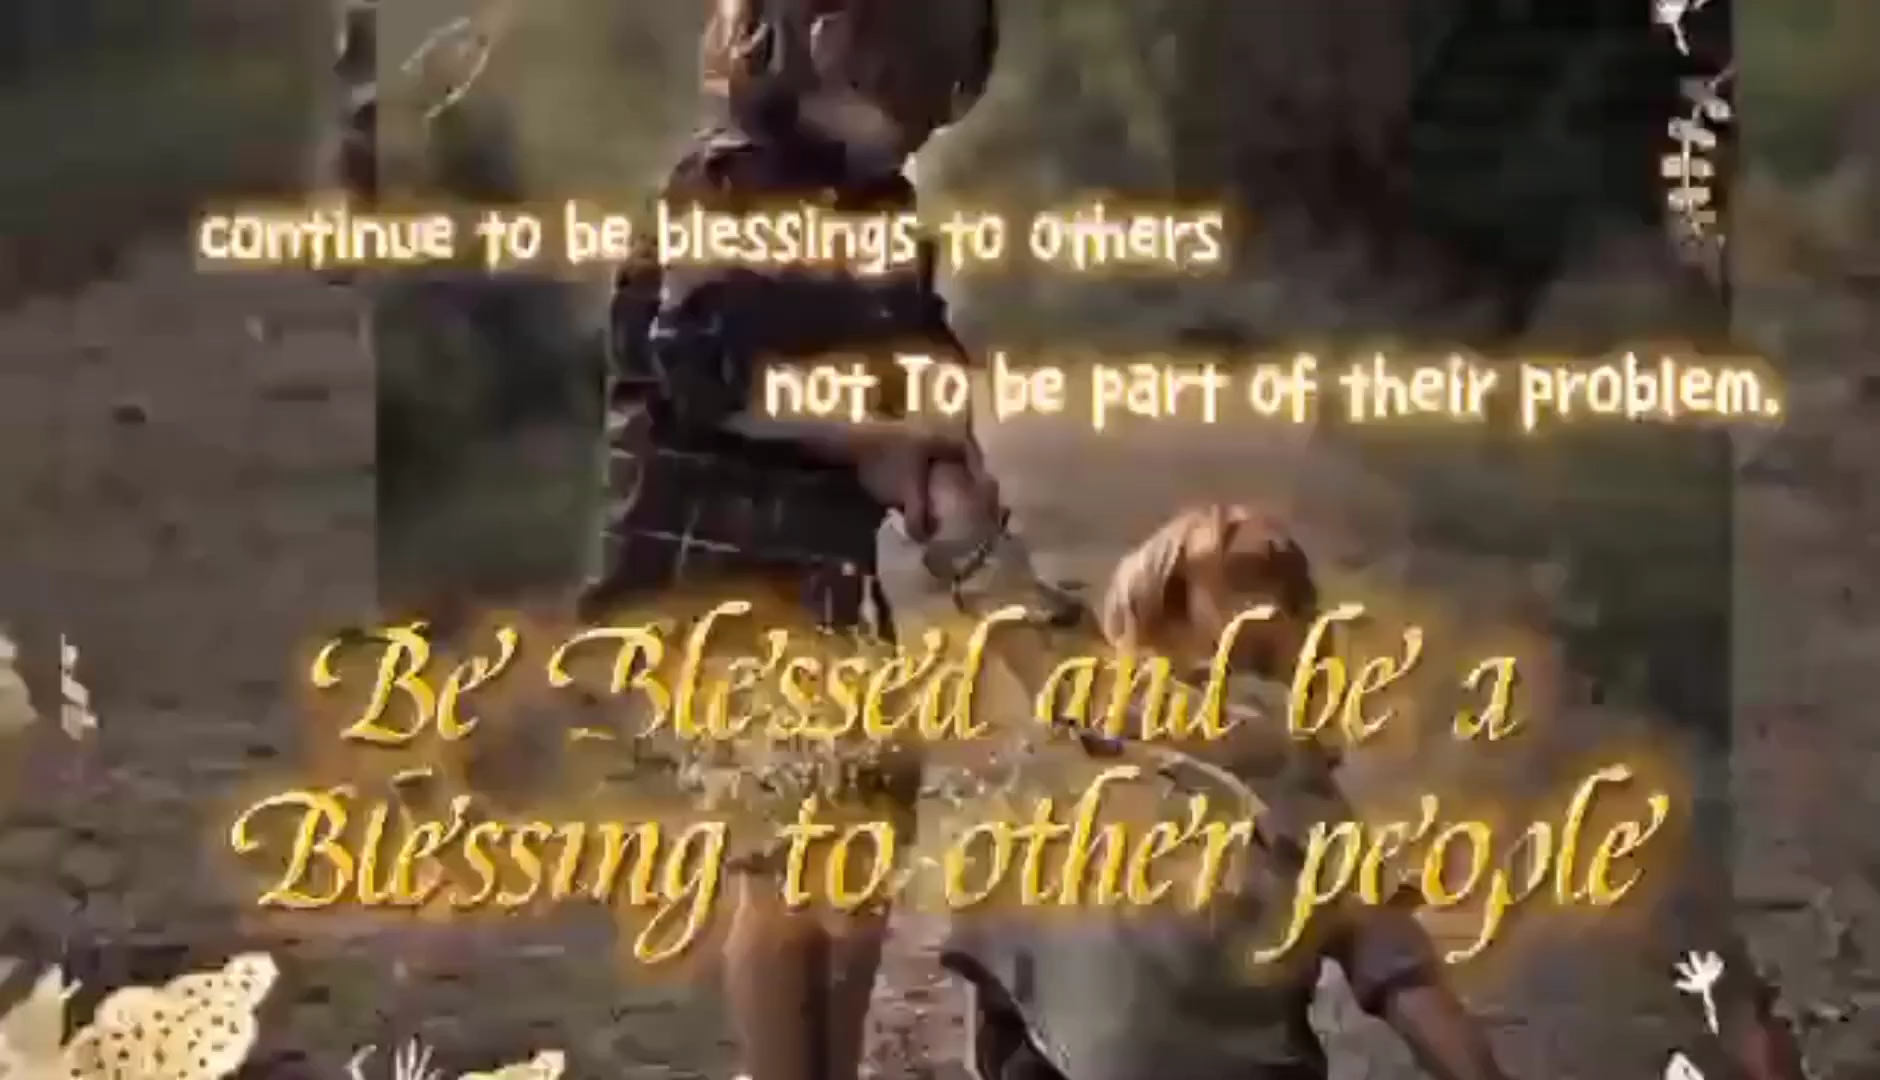 continue to be blessings to others
not To be part of their problem.
Be Blessed and be a
Blessing to other people